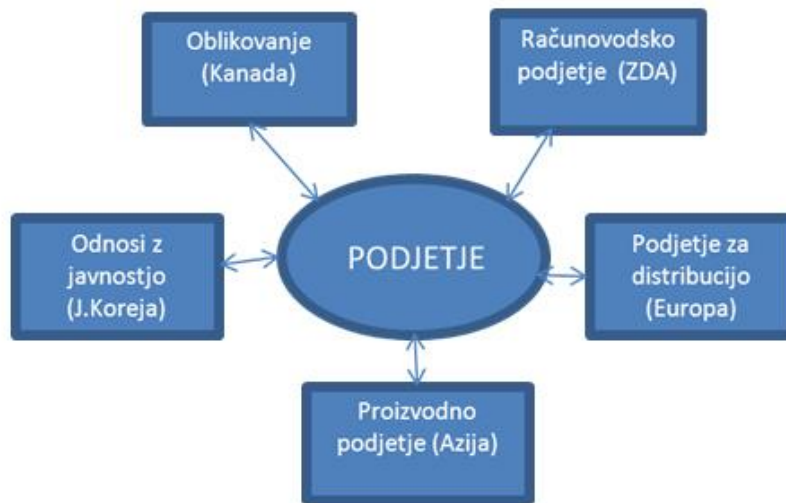 Oblikovanje
(Kanada)
Računovodsko
podjetje (ZDA)
Odnosi z
javnostjo
(J.Koreja)
PODJETJE
Podjetje za
distribucijo
(Europa)
Proizvodno
podjetje (Azija)